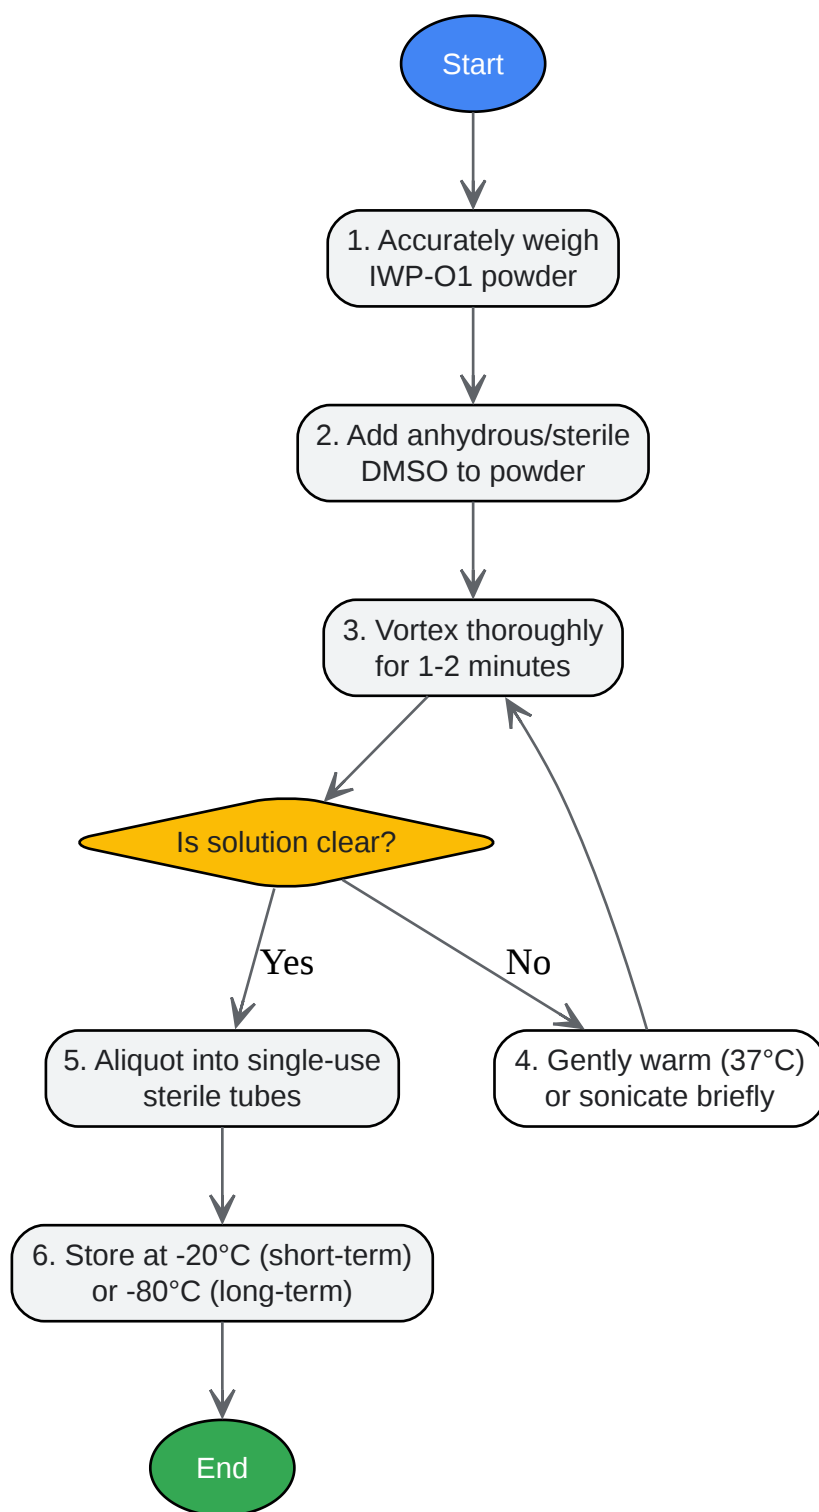 Start
1. Accurately weigh
IWP-O1 powder
2. Add anhydrous/sterile
DMSO to powder
3. Vortex thoroughly
for 1-2 minutes
Is solution clear?
Yes
No
5. Aliquot into single-use
sterile tubes
4. Gently warm (37°C)
or sonicate briefly
6. Store at -20°C (short-term)
or -80°C (long-term)
End